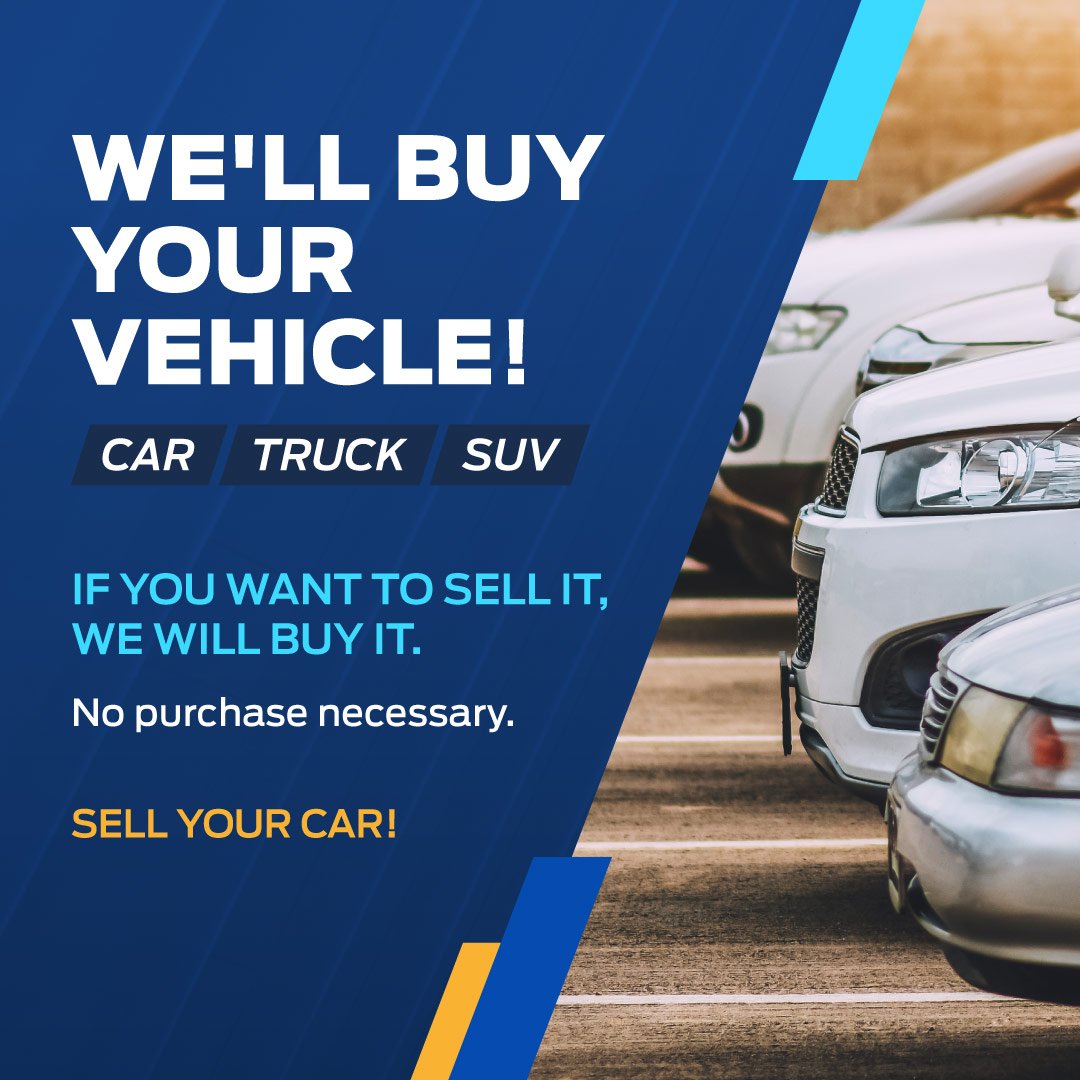 WE'LL BUY
YOUR
VEHICLE!
CAR TRUCK SUV
IF YOU WANT TO SELL IT,
WE WILL BUY IT.
No purchase necessary.
SELL YOUR CAR!